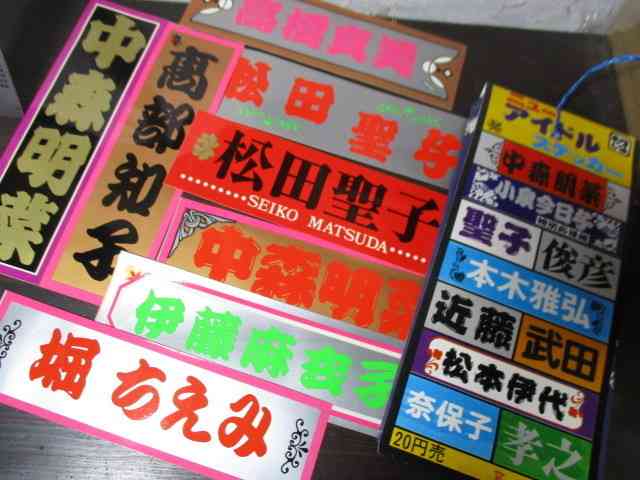 高橋真美
中森明菜
高部知子
松田聖子
松田聖子
SEIKO MATSUDA
中森明菜
伊藤麻衣子
堀ちえみ
ニュー
アイドル
ステッカー
中森明菜
小泉今日子
聖子
俊彦
本木雅弘
近藤
武田
松本伊代
奈保子
孝之
20円売